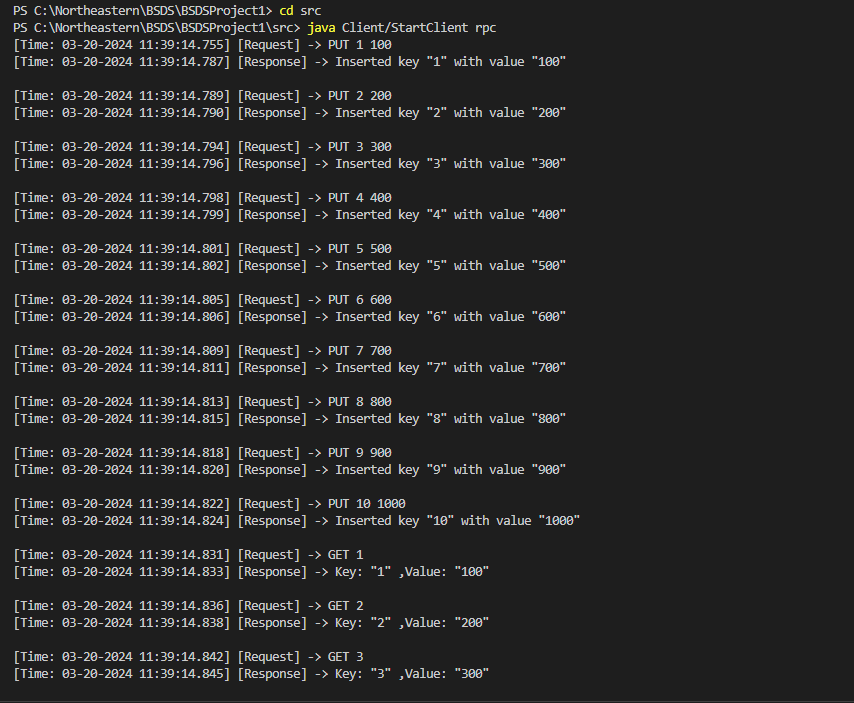 PS C:\Northeastern\BSDS\BSDSProject1> cd src
PS C:\Northeastern\BSDS\BSDSProject1\src> java Client/StartClient rpc
[Time: 03-20-2024 11:39:14.755] [Request] -> PUT 1 100
[Time: 03-20-2024 11:39:14.787] [Response] -> Inserted key "1" with value "100"
[Time: 03-20-2024 11:39:14.789] [Request] -> PUT 2 200
[Time: 03-20-2024 11:39:14.790] [Response] -> Inserted key "2" with value "200"
[Time: 03-20-2024 11:39:14.794] [Request] -> PUT 3 300
[Time: 03-20-2024 11:39:14.796] [Response] -> Inserted key "3" with value "300"
[Time: 03-20-2024 11:39:14.798] [Request] -> PUT 4 400
[Time: 03-20-2024 11:39:14.799] [Response] -> Inserted key "4" with value "400"
[Time: 03-20-2024 11:39:14.801] [Request] -> PUT 5 500
[Time: 03-20-2024 11:39:14.802] [Response] -> Inserted key "5" with value "500"
[Time: 03-20-2024 11:39:14.805] [Request] -> PUT 6 600
[Time: 03-20-2024 11:39:14.806] [Response] -> Inserted key "6" with value "600"
[Time: 03-20-2024 11:39:14.809] [Request] -> PUT 7 700
[Time: 03-20-2024 11:39:14.811] [Response] -> Inserted key "7" with value "700"
[Time: 03-20-2024 11:39:14.813] [Request] -> PUT 8 800
[Time: 03-20-2024 11:39:14.815] [Response] -> Inserted key "8" with value "800"
[Time: 03-20-2024 11:39:14.818] [Request] -> PUT 9 900
[Time: 03-20-2024 11:39:14.820] [Response] -> Inserted key "9" with value "900"
[Time: 03-20-2024 11:39:14.822] [Request] -> PUT 10 1000
[Time: 03-20-2024 11:39:14.824] [Response] -> Inserted key "10" with value "1000"
[Time: 03-20-2024 11:39:14.831] [Request] -> GET 1
[Time: 03-20-2024 11:39:14.833] [Response] -> Key: "1" ,Value: "100"
[Time: 03-20-2024 11:39:14.836] [Request] -> GET 2
[Time: 03-20-2024 11:39:14.838] [Response] -> Key: "2" ,Value: "200"
[Time: 03-20-2024 11:39:14.842] [Request] -> GET 3
[Time: 03-20-2024 11:39:14.845] [Response] -> Key: "3" ,Value: "300"